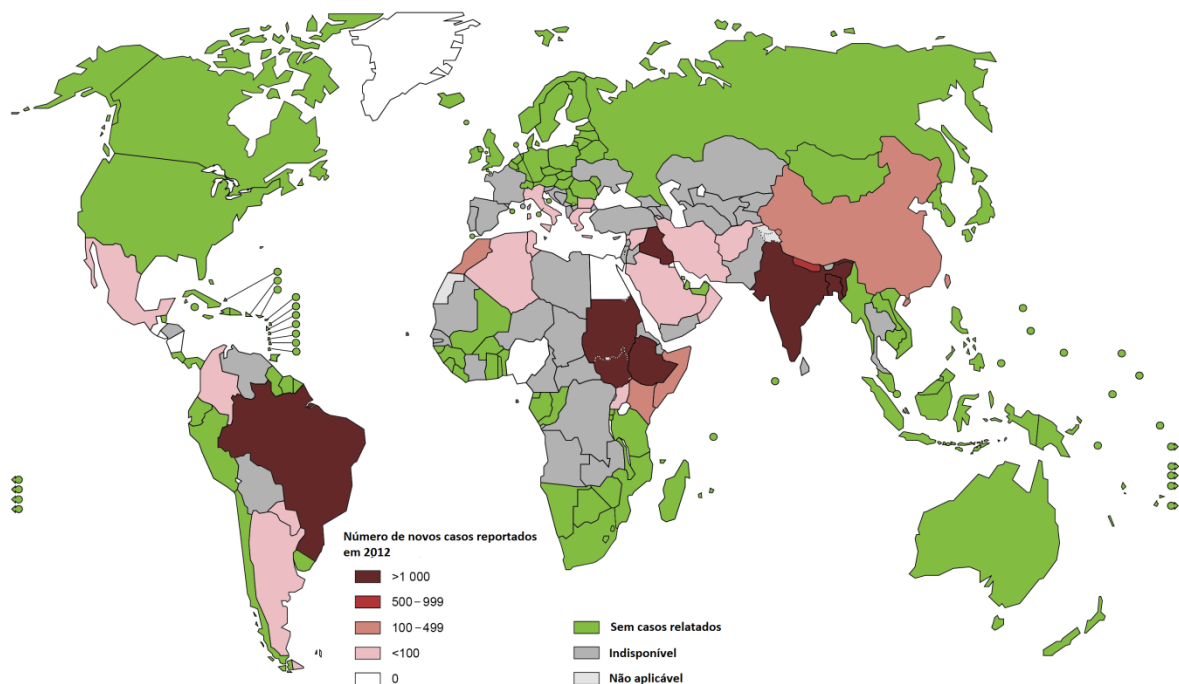 Número de novos casos reportados
em 2012
>1 000
500–999
100–499
<100
0
Sem casos relatados
Indisponível
Não aplicável